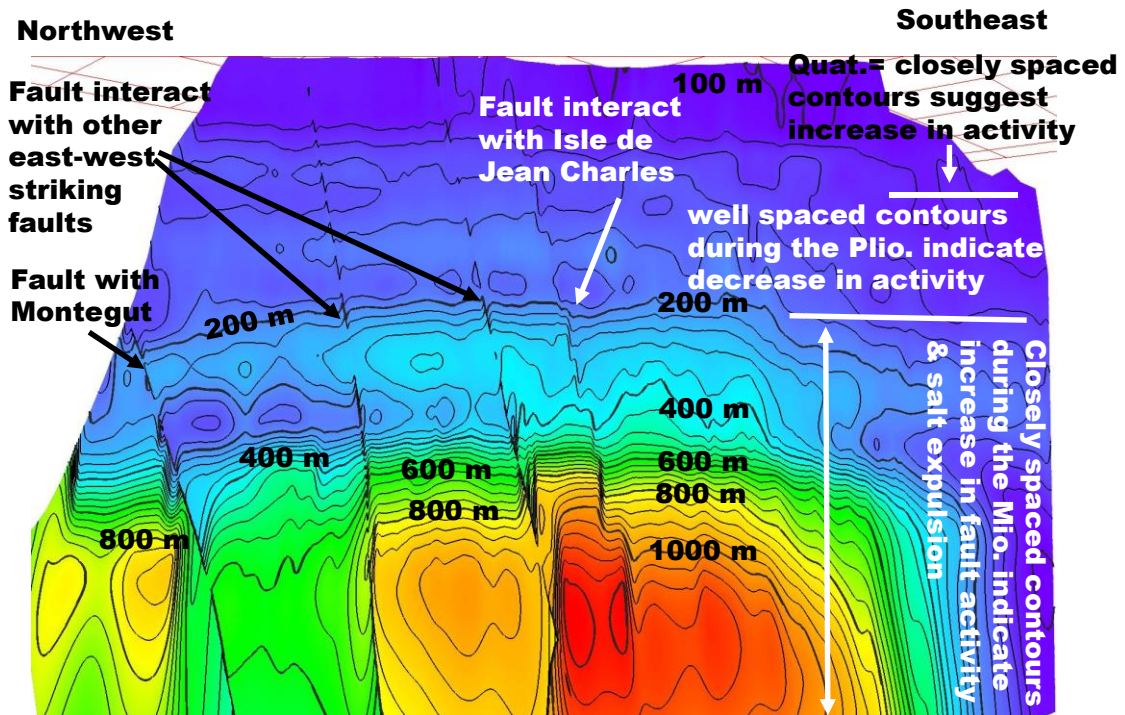 Northwest
Southeast
Fault interact
with other
east-west
striking
faults
Fault with
Montegut
Fault interact
with Isle de
Jean Charles
100 m
Quat.= closely spaced
contours suggest
increase in activity
well spaced contours
during the Plio. indicate
decrease in activity
200 m
200 m
Closely spaced contours
during the Mio. indicate
increase in fault activity
& salt expulsion
400 m
400 m
600 m
600 m
800 m
800 m
800 m
1000 m